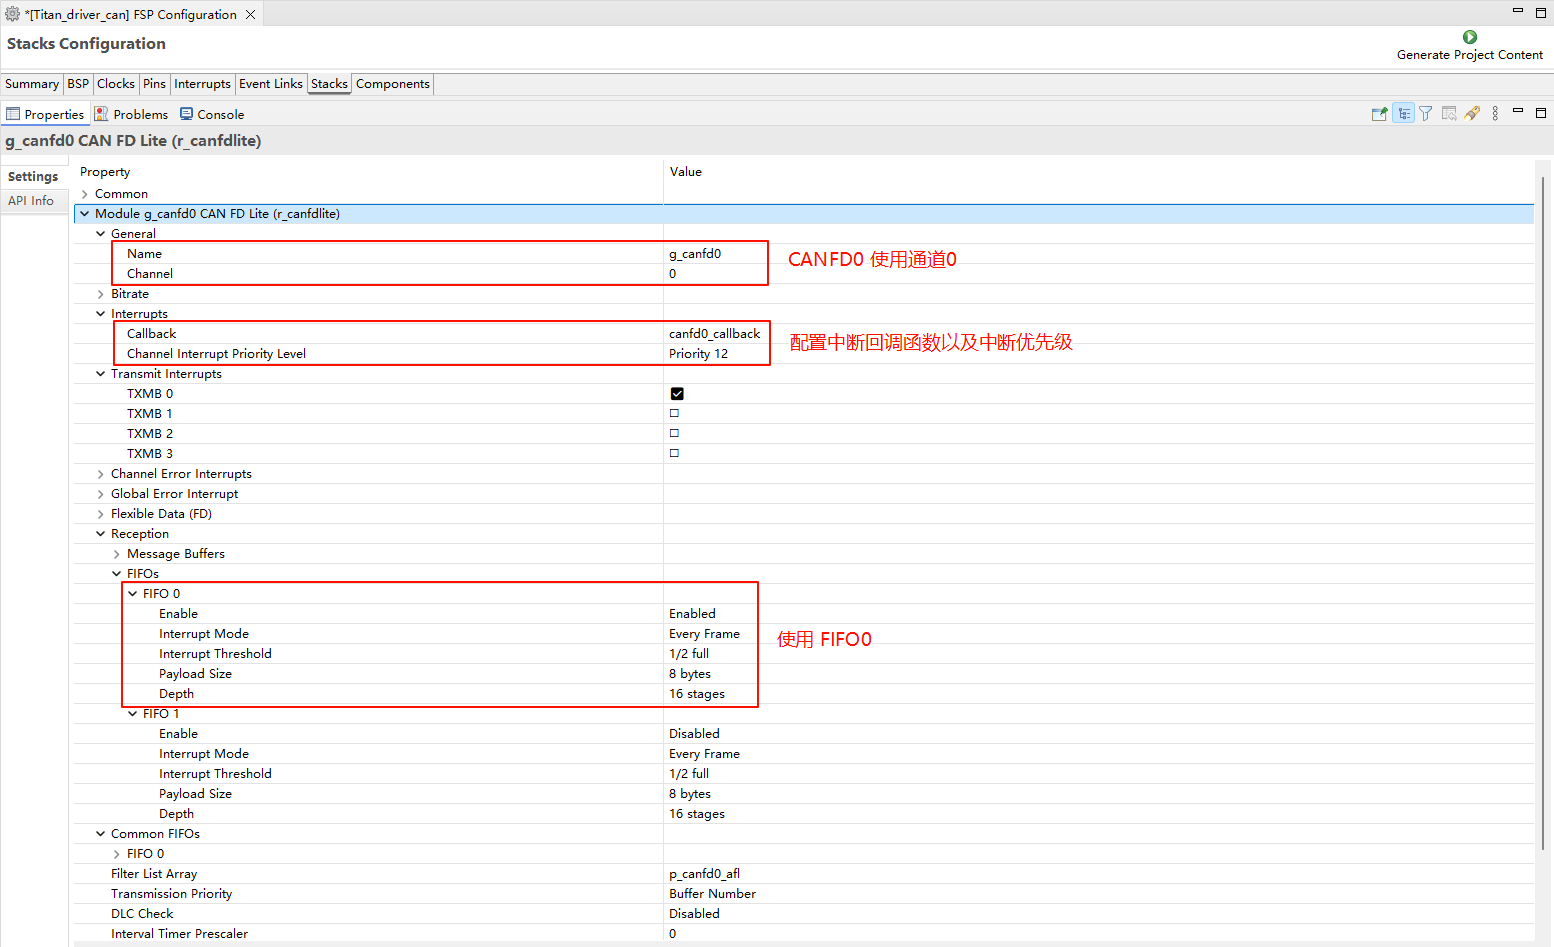 *[Titan_driver_can] FSP Configuration
Stacks Configuration
Generate Project Content
Summary BSP Clocks Pins Interrupts Event Links Stacks Components
Properties Problems Console
g_canfd0 CAN FD Lite (r_canfdlite)
Settings
API Info
Property Value
Common
Module g_canfd0 CAN FD Lite (r_canfdlite)
General
Name g_canfd0
CANFD0 使用通道0
Channel 0
Bitrate
Interrupts
Callback canfd0_callback
配置中断回调函数以及中断优先级
Channel Interrupt Priority Level Priority 12
Transmit Interrupts
TXMB 0
TXMB 1
TXMB 2
TXMB 3
Channel Error Interrupts
Global Error Interrupt
Flexible Data (FD)
Reception
Message Buffers
FIFOs
FIFO 0
Enable Enabled
Interrupt Mode Every Frame
使用 FIFO0
Interrupt Threshold 1/2 full
Payload Size 8 bytes
Depth 16 stages
FIFO 1
Enable Disabled
Interrupt Mode Every Frame
Interrupt Threshold 1/2 full
Payload Size 8 bytes
Depth 16 stages
Common FIFOs
FIFO 0
Filter List Array p_canfd0_afl
Transmission Priority Buffer Number
DLC Check Disabled
Interval Timer Prescaler 0